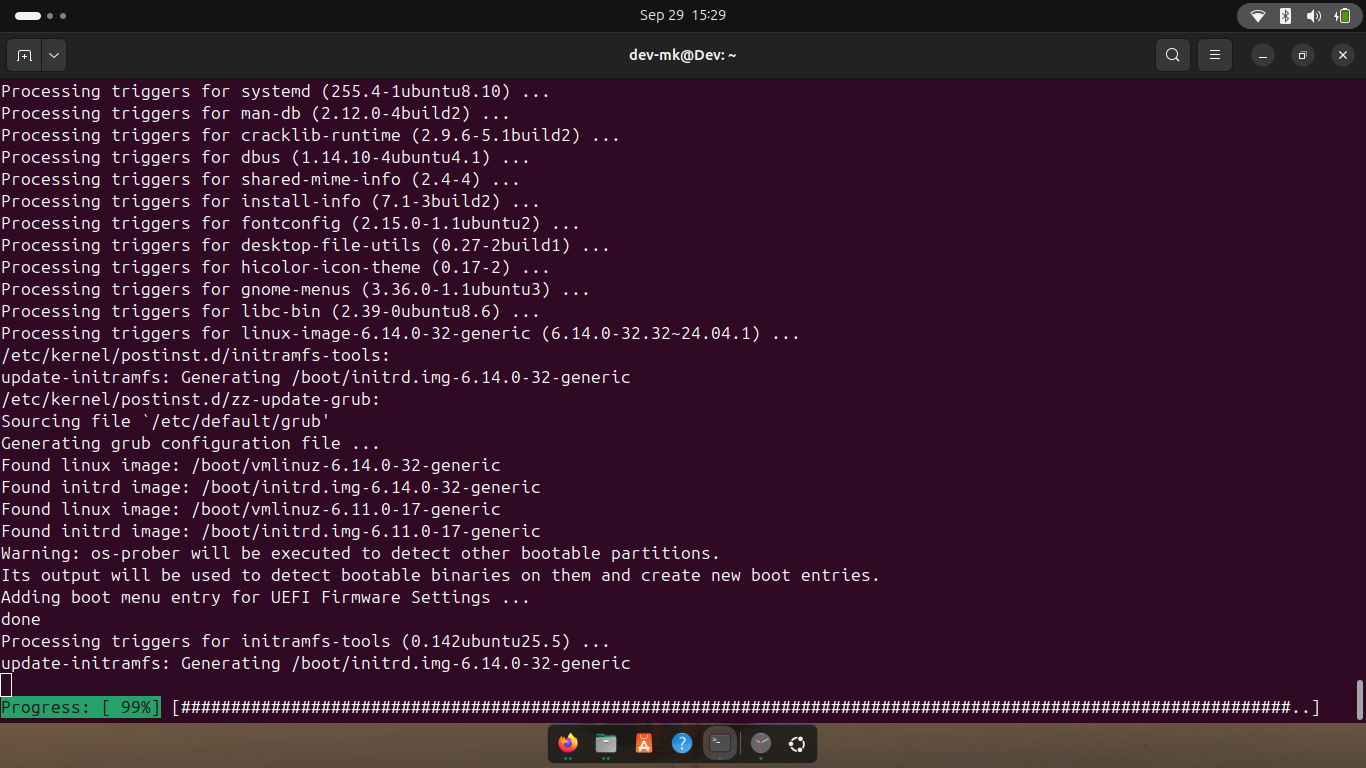 Sep 29 15:29
dev-mk@Dev: ~
Processing triggers for systemd (255.4-1ubuntu8.10) ...
Processing triggers for man-db (2.12.0-4build2) ...
Processing triggers for cracklib-runtime (2.9.6-5.1build2) ...
Processing triggers for dbus (1.14.10-4ubuntu4.1) ...
Processing triggers for shared-mime-info (2.4-4) ...
Processing triggers for install-info (7.1-3build2) ...
Processing triggers for fontconfig (2.15.0-1.1ubuntu2) ...
Processing triggers for desktop-file-utils (0.27-2build1) ...
Processing triggers for hicolor-icon-theme (0.17-2) ...
Processing triggers for gnome-menus (3.36.0-1.1ubuntu3) ...
Processing triggers for libc-bin (2.39-0ubuntu8.6) ...
Processing triggers for linux-image-6.14.0-32-generic (6.14.0-32.32~24.04.1) ...
/etc/kernel/postinst.d/initramfs-tools:
update-initramfs: Generating /boot/initrd.img-6.14.0-32-generic
/etc/kernel/postinst.d/zz-update-grub:
Sourcing file `/etc/default/grub'
Generating grub configuration file ...
Found linux image: /boot/vmlinuz-6.14.0-32-generic
Found initrd image: /boot/initrd.img-6.14.0-32-generic
Found linux image: /boot/vmlinuz-6.11.0-17-generic
Found initrd image: /boot/initrd.img-6.11.0-17-generic
Warning: os-prober will be executed to detect other bootable partitions.
Its output will be used to detect bootable binaries on them and create new boot entries.
Adding boot menu entry for UEFI Firmware Settings ...
done
Processing triggers for initramfs-tools (0.142ubuntu25.5) ...
update-initramfs: Generating /boot/initrd.img-6.14.0-32-generic
Progress: [ 99%] [###############################################################################################################..]